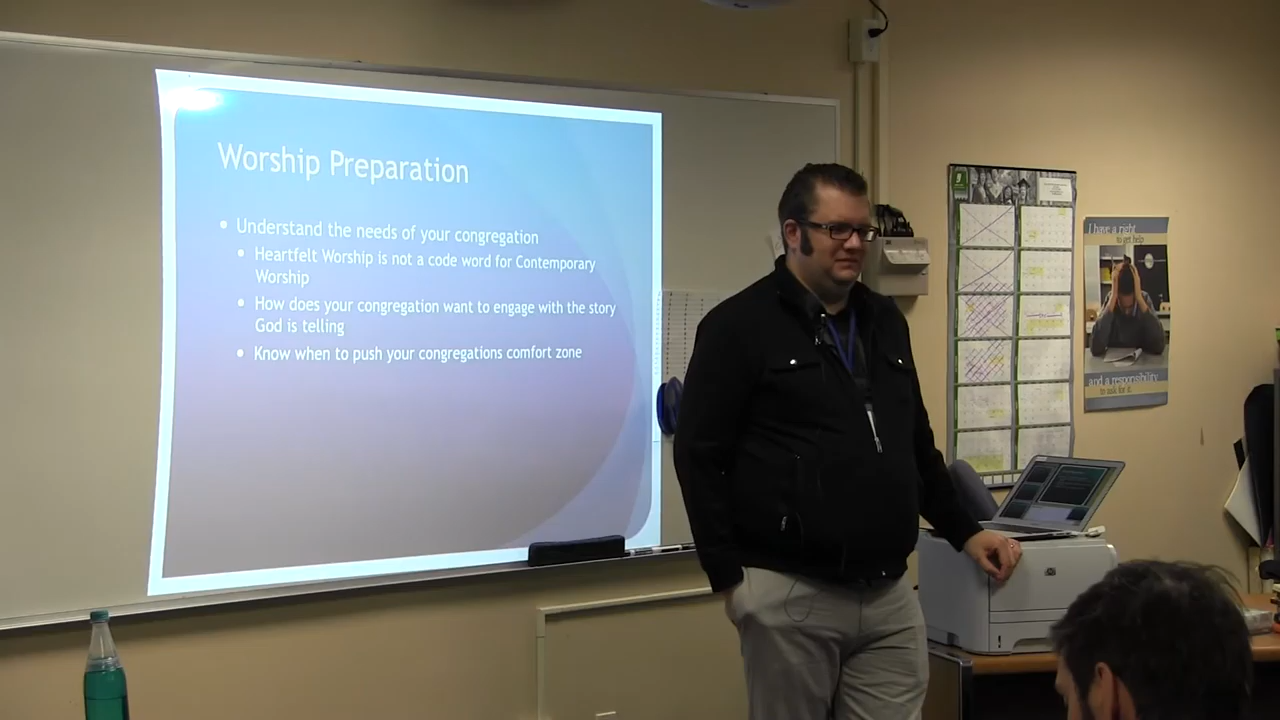 Worship Preparation
• Understand the needs of your congregation
• Heartfelt Worship is not a code word for Contemporary
Worship
• How does your congregation want to engage with the story
God is telling
• Know when to push your congregations comfort zone
I have a right
to get help
and a responsibility
to ask for it.
hp